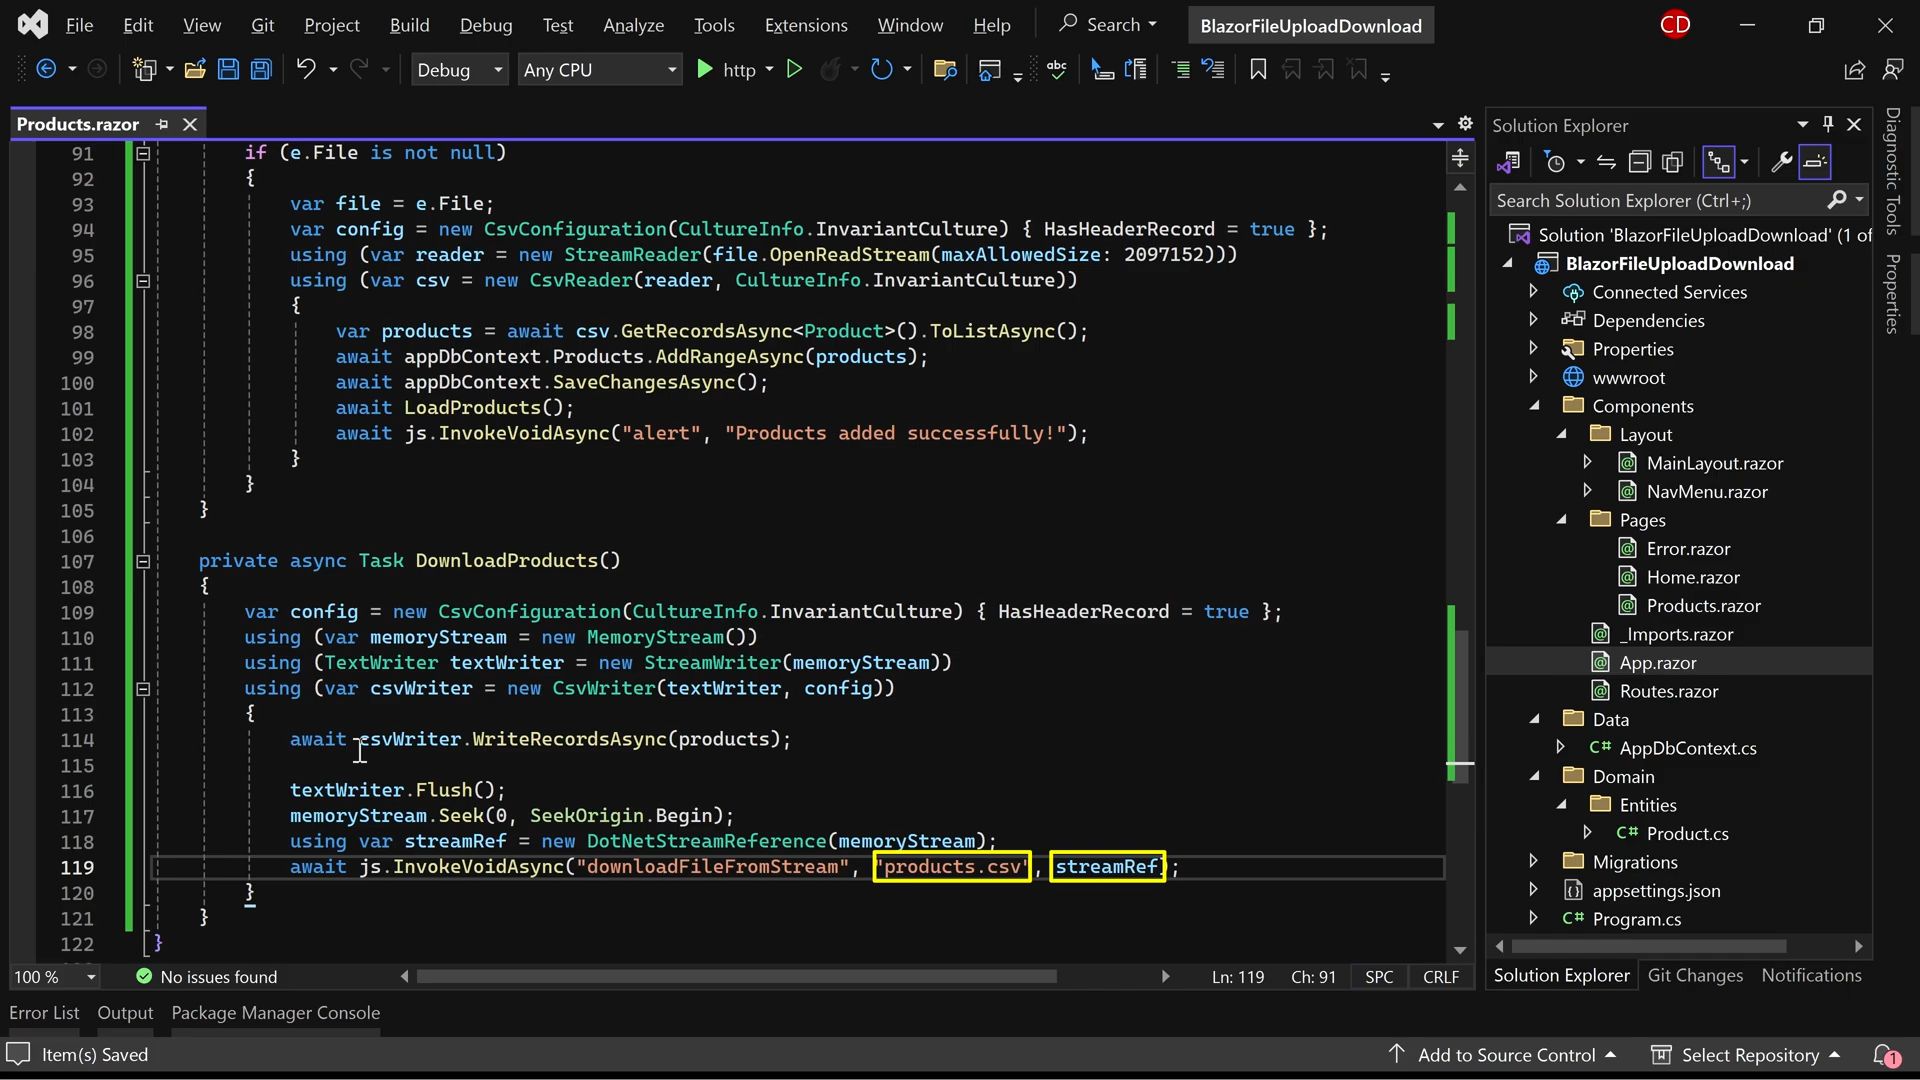 File Edit View Git Project Build Debug Test Analyze Tools Extensions Window Help Search BlazorFileUploadDownload CD
Debug Any CPU http abc
Products.razor
91 if (e.File is not null)
92 {
93 var file = e.File;
94 var config = new CsvConfiguration(CultureInfo.InvariantCulture) { HasHeaderRecord = true };
95 using (var reader = new StreamReader(file.OpenReadStream(maxAllowedSize: 2097152)))
96 using (var csv = new CsvReader(reader, CultureInfo.InvariantCulture))
97 {
98 var products = await csv.GetRecordsAsync<Product>().ToListAsync();
99 await appDbContext.Products.AddRangeAsync(products);
100 await appDbContext.SaveChangesAsync();
101 await LoadProducts();
102 await js.InvokeVoidAsync("alert", "Products added successfully!");
103 }
104 }
105 }
106
107 private async Task DownloadProducts()
108 {
109 var config = new CsvConfiguration(CultureInfo.InvariantCulture) { HasHeaderRecord = true };
110 using (var memoryStream = new MemoryStream())
111 using (TextWriter textWriter = new StreamWriter(memoryStream))
112 using (var csvWriter = new CsvWriter(textWriter, config))
113 {
114 await csvWriter.WriteRecordsAsync(products);
115
116 textWriter.Flush();
117 memoryStream.Seek(0, SeekOrigin.Begin);
118 using var streamRef = new DotNetStreamReference(memoryStream);
119 await js.InvokeVoidAsync("downloadFileFromStream", "products.csv", streamRef);
120 }
121 }
122 }
100 % No issues found Ln: 119 Ch: 91 SPC CRLF
Solution Explorer
Search Solution Explorer (Ctrl+;)
Solution 'BlazorFileUploadDownload' (1 of
BlazorFileUploadDownload
Connected Services
Dependencies
Properties
wwwroot
Components
Layout
MainLayout.razor
NavMenu.razor
Pages
Error.razor
Home.razor
Products.razor
_Imports.razor
App.razor
Routes.razor
Data
C# AppDbContext.cs
Domain
Entities
C# Product.cs
Migrations
appsettings.json
C# Program.cs
Solution Explorer Git Changes Notifications
Diagnostic Tools
Properties
Error List Output Package Manager Console
Item(s) Saved Add to Source Control Select Repository 1